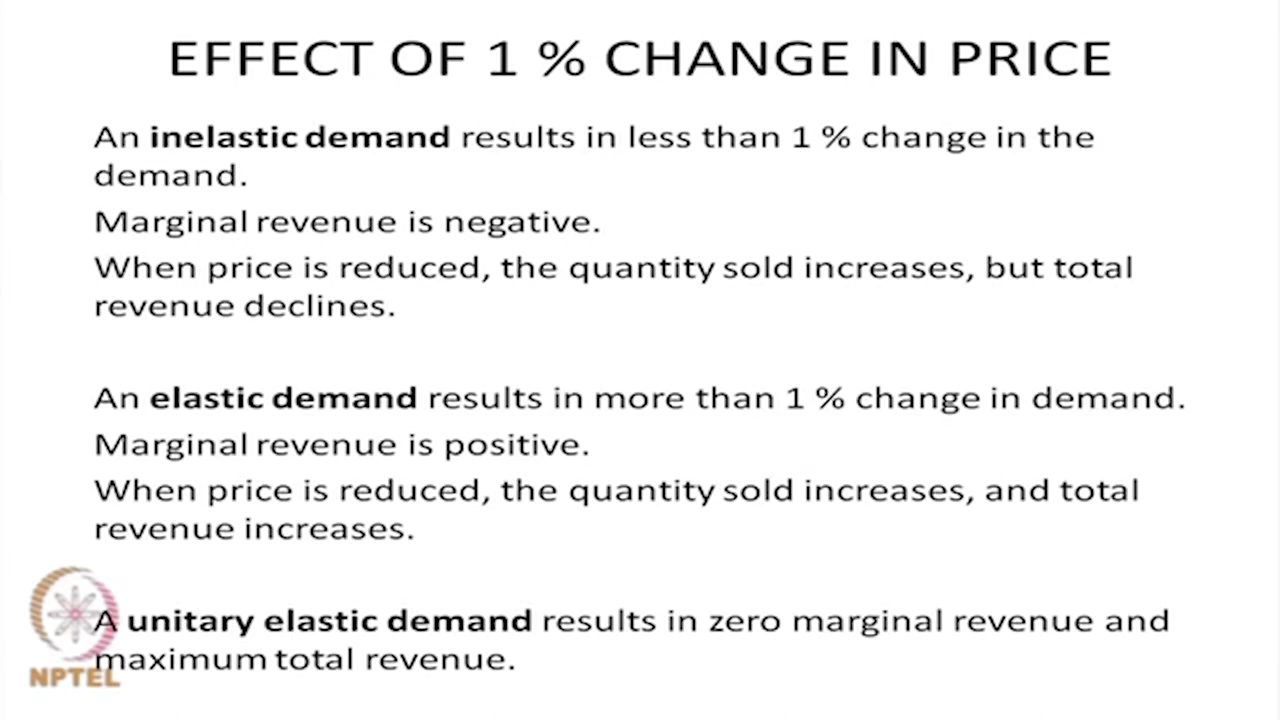 EFFECT OF 1 % CHANGE IN PRICE
An inelastic demand results in less than 1 % change in the
demand.
Marginal revenue is negative.
When price is reduced, the quantity sold increases, but total
revenue declines.
An elastic demand results in more than 1 % change in demand.
Marginal revenue is positive.
When price is reduced, the quantity sold increases, and total
revenue increases.
A unitary elastic demand results in zero marginal revenue and
maximum total revenue.
NPTEL